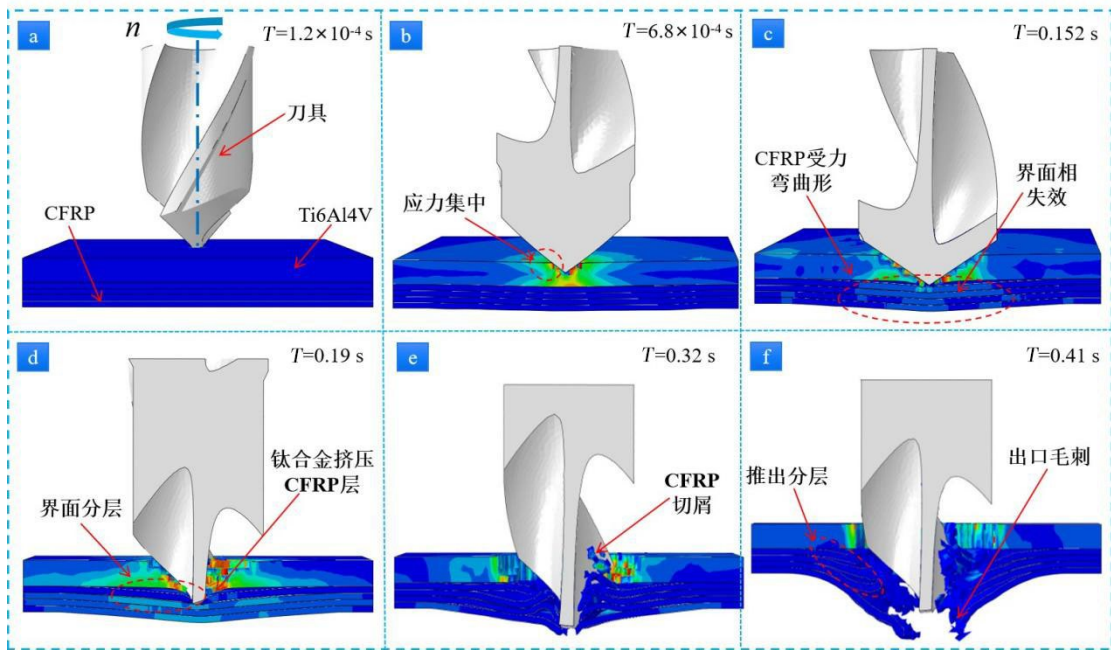 a
n
T=1.2×10⁻⁴ s
刀具
CFRP
Ti6Al4V
b
T=6.8×10⁻⁴ s
应力集中
c
T=0.152 s
CFRP受力
弯曲形
界面相
失效
d
T=0.19 s
钛合金挤压
CFRP层
界面分层
e
T=0.32 s
CFRP
切屑
f
T=0.41 s
推出分层
出口毛刺